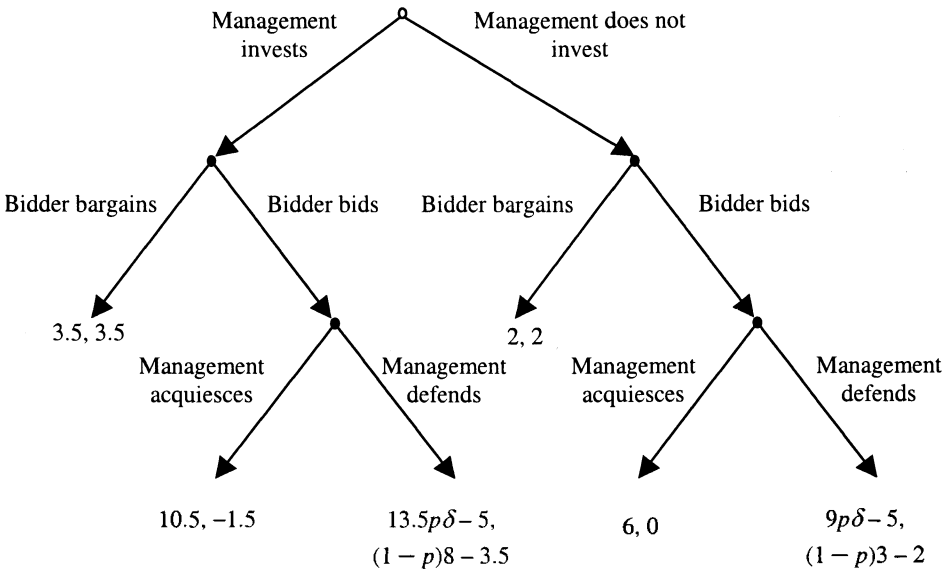 Management
invests
Management does not
invest
Bidder bargains
Bidder bids
Bidder bargains
Bidder bids
3.5, 3.5
2, 2
Management
acquiesces
Management
defends
Management
acquiesces
Management
defends
10.5, −1.5
13.5pδ − 5,
(1 − p)8 − 3.5
6, 0
9pδ − 5,
(1 − p)3 − 2